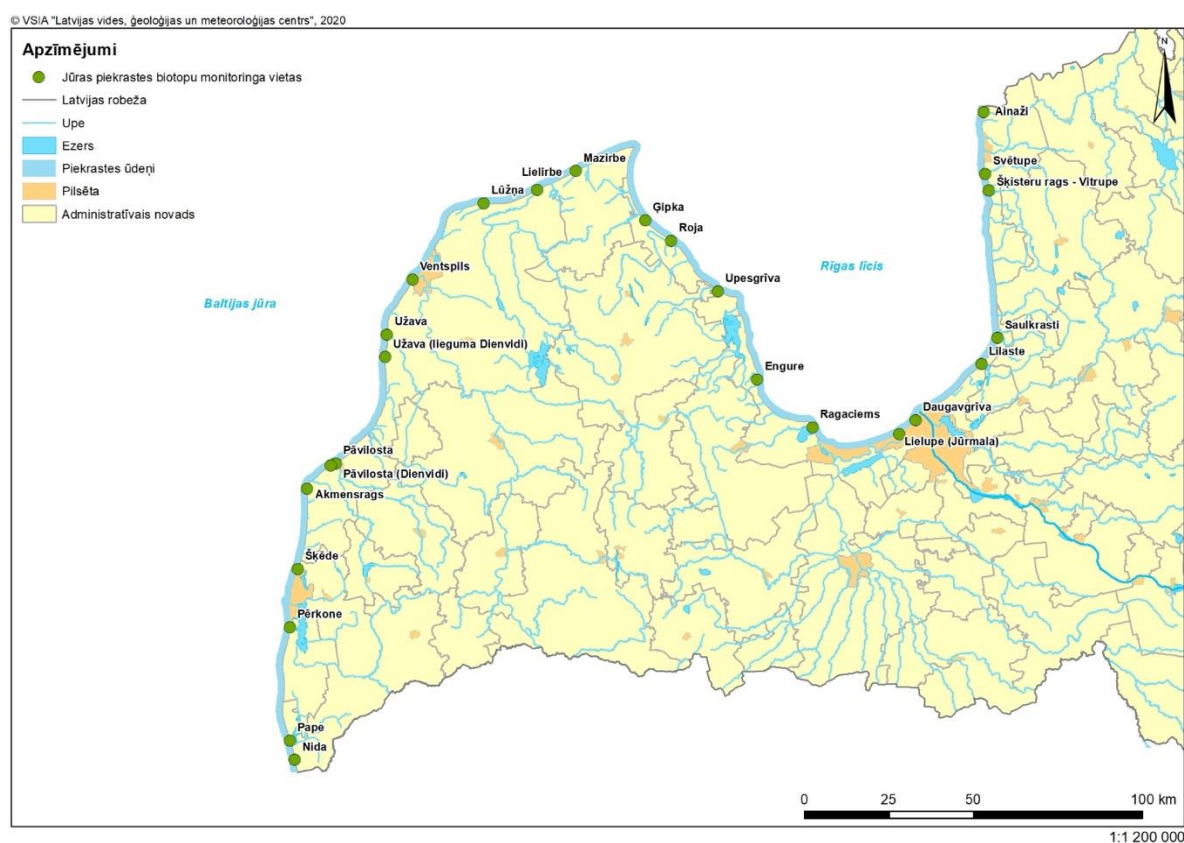 © VSIA "Latvijas vides, ģeoloģijas un meteoroloģijas centrs", 2020
Apzīmējumi
Jūras piekrastes biotopu monitoringa vietas
Latvijas robeža
Upe
Ezers
Piekrastes ūdeņi
Pilsēta
Administratīvais novads
N
Ainaži
Svētupe
Šķisteru rags - Vitrupe
Mazirbe
Lielirbe
Lūžņa
Ģipka
Roja
Ventspils
Upesgrīva
Rīgas līcis
Baltijas jūra
Užava
Užava (lieguma Dienvidi)
Saulkrasti
Lilaste
Engure
Ragaciems
Daugavgrīva
Lielupe (Jūrmala)
Pāvilosta
Pāvilosta (Dienvidi)
Akmensrags
Šķēde
Pērkone
Pape
Nida
0 25 50 100 km
1:1 200 000